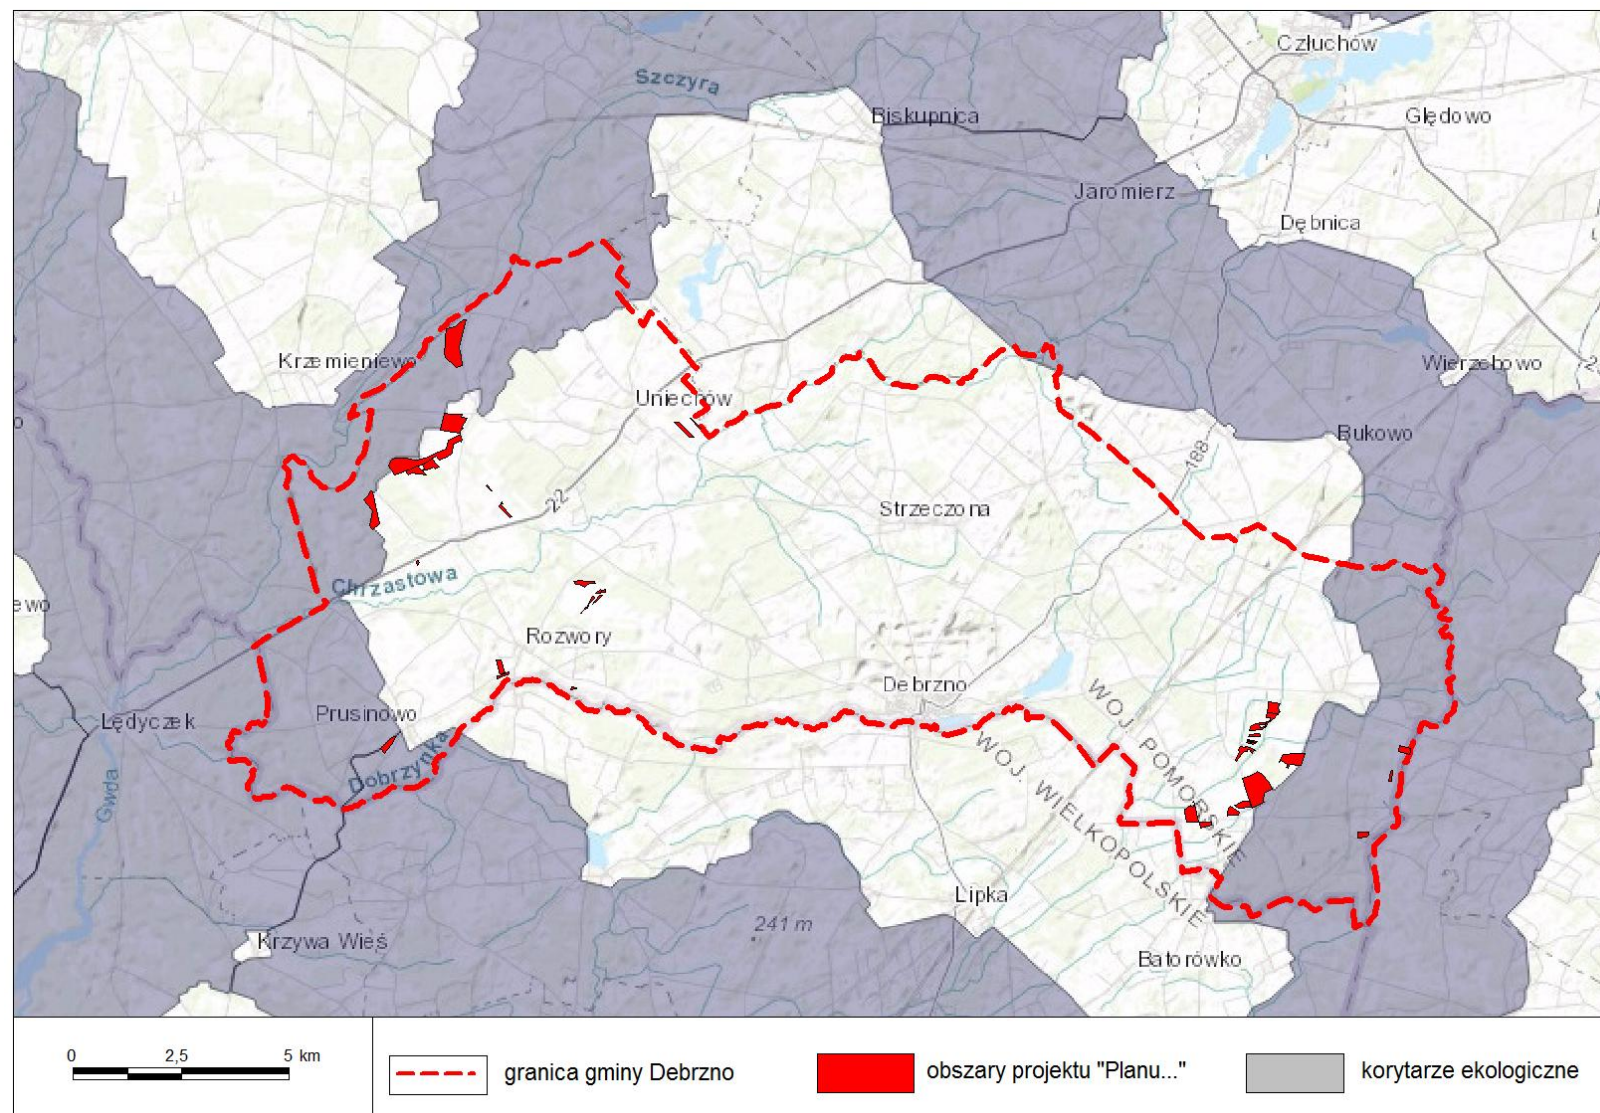 Człuchów
Szczyra
Biskupnica
Ględowo
Jaromierz
Dębnica
Krzemieniewo
Wierzchowo
Uniechów
o
Bukowo
188
22
Strzeczona
Chrząstowa
ewo
Rozwory
Debrzno
Lędyczek
Prusinowo
WOJ. POMORSKIE
WOJ. WIELKOPOLSKIE
Dobrzynka
Gwda
Lipka
241 m
Krzywa Wieś
Batorówko
0 2,5 5 km
granica gminy Debrzno
obszary projektu "Planu..."
korytarze ekologiczne